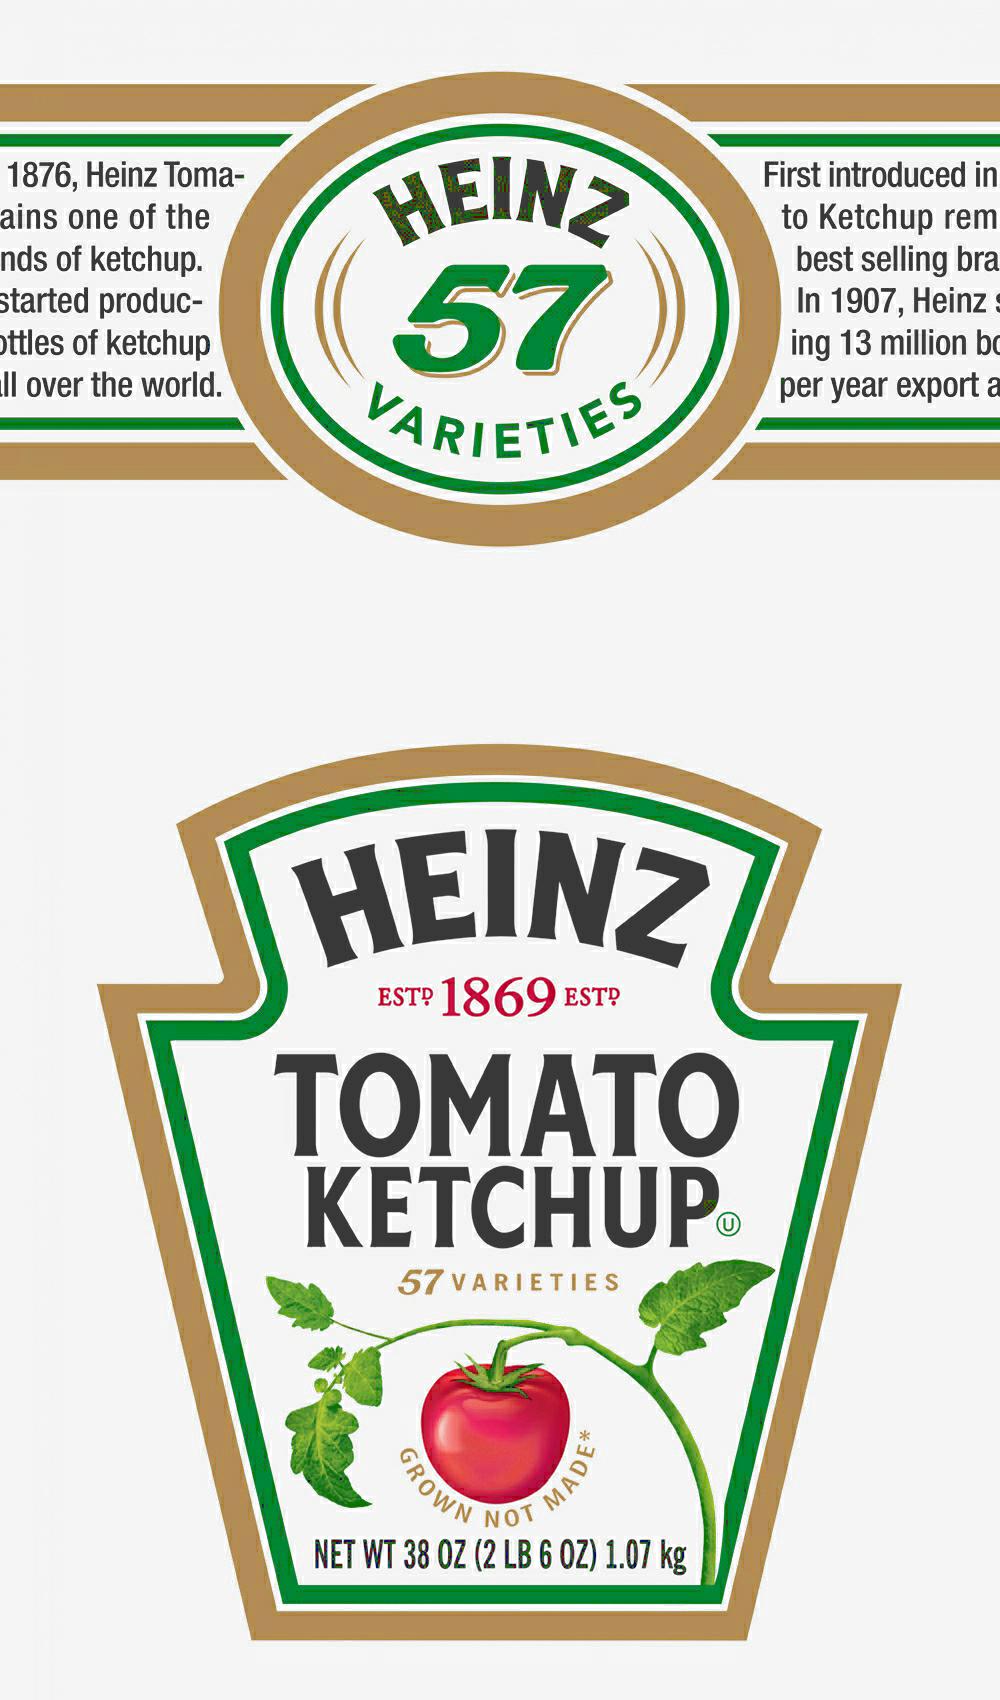 1876, Heinz Toma-
ains one of the
nds of ketchup.
started produc-
ottles of ketchup
all over the world.
HEINZ
57
VARIETIES
First introduced in
to Ketchup rem
best selling bra
In 1907, Heinz s
ing 13 million bo
per year export a
HEINZ
ESTD 1869 ESTD
TOMATO
KETCHUP
U
57 VARIETIES
GROWN NOT MADE*
NET WT 38 OZ (2 LB 6 OZ) 1.07 kg